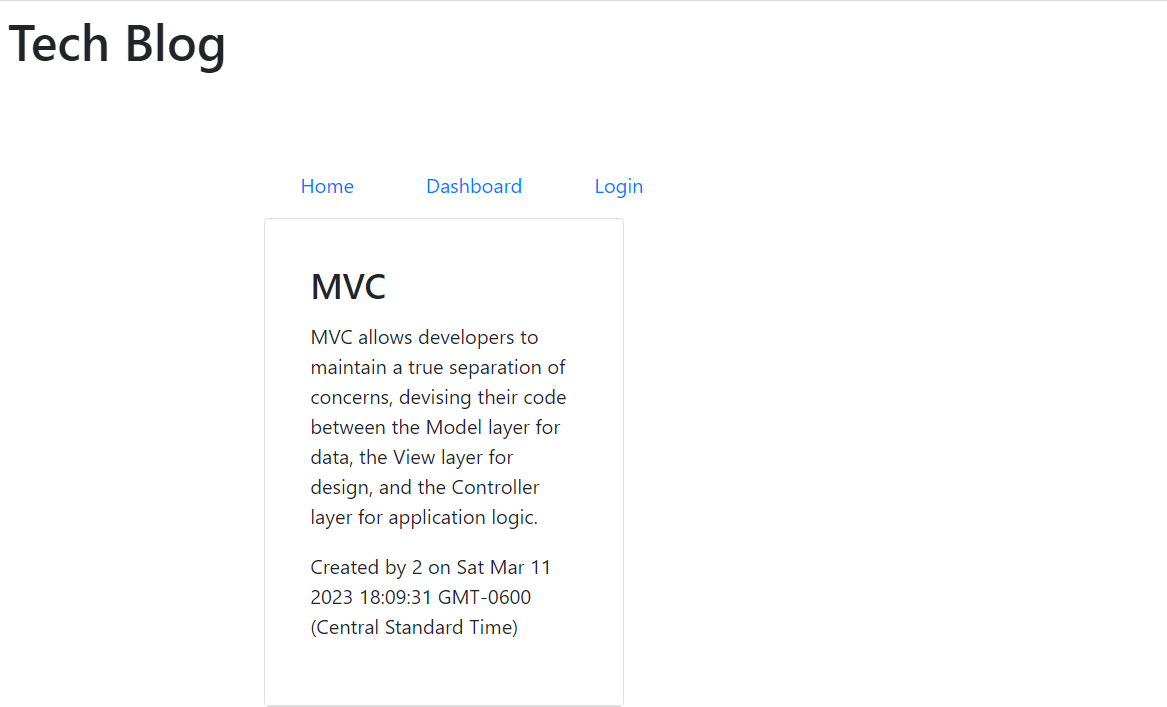 Tech Blog
Home Dashboard Login
MVC
MVC allows developers to
maintain a true separation of
concerns, devising their code
between the Model layer for
data, the View layer for
design, and the Controller
layer for application logic.
Created by 2 on Sat Mar 11
2023 18:09:31 GMT-0600
(Central Standard Time)